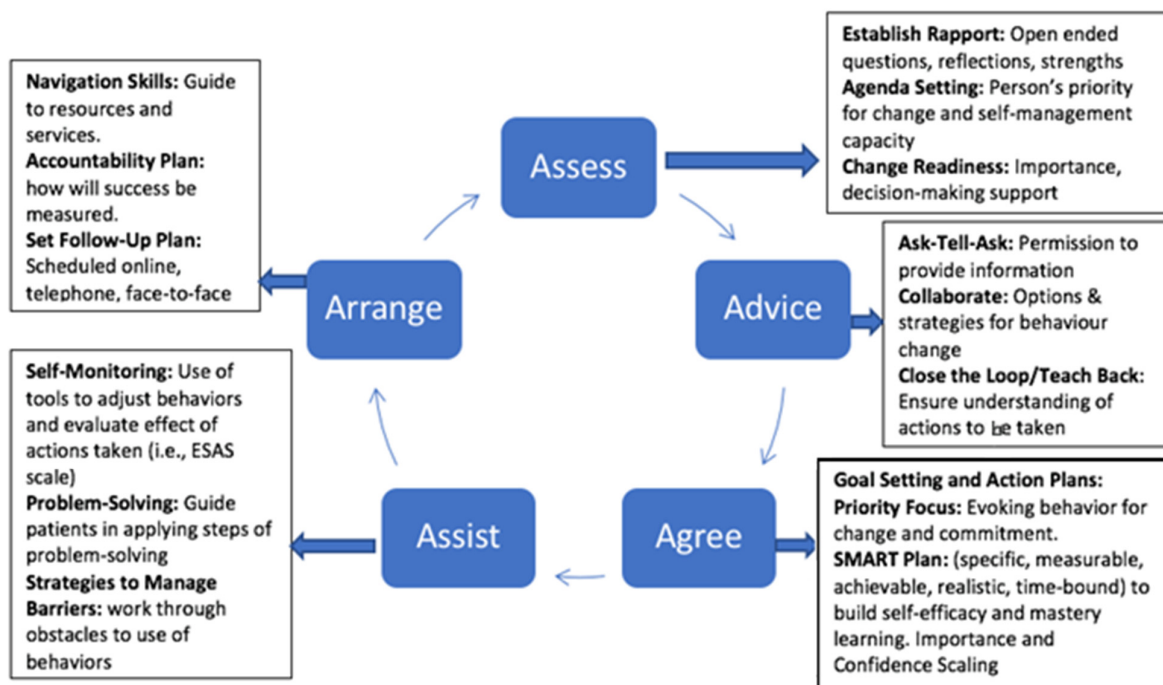 Establish Rapport: Open ended
questions, reflections, strengths
Agenda Setting: Person's priority
for change and self-management
capacity
Change Readiness: Importance,
decision-making support
Navigation Skills: Guide
to resources and
services.
Accountability Plan:
how will success be
measured.
Set Follow-Up Plan:
Scheduled online,
telephone, face-to-face
Assess
Ask-Tell-Ask: Permission to
provide information
Collaborate: Options &
strategies for behaviour
change
Close the Loop/Teach Back:
Ensure understanding of
actions to be taken
Arrange
Advice
Self-Monitoring: Use of
tools to adjust behaviors
and evaluate effect of
actions taken (i.e., ESAS
scale)
Problem-Solving: Guide
patients in applying steps of
problem-solving
Strategies to Manage
Barriers: work through
obstacles to use of
behaviors
Assist
Agree
Goal Setting and Action Plans:
Priority Focus: Evoking behavior for
change and commitment.
SMART Plan: (specific, measurable,
achievable, realistic, time-bound) to
build self-efficacy and mastery
learning. Importance and
Confidence Scaling